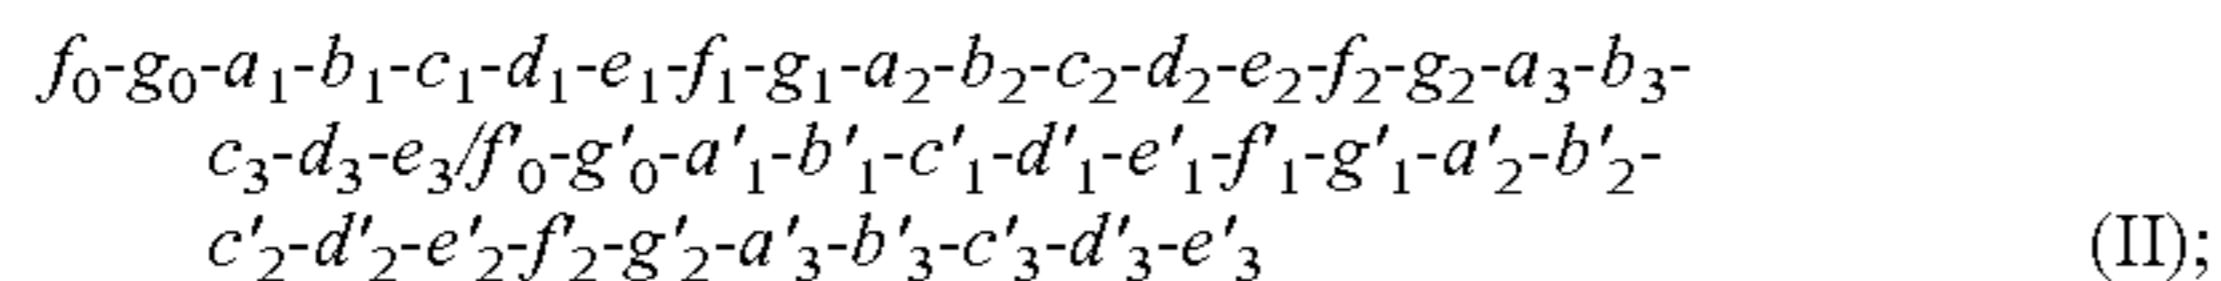 f₀-g₀-a₁-b₁-c₁-d₁-e₁-f₁-g₁-a₂-b₂-c₂-d₂-e₂-f₂-g₂-a₃-b₃-
c₃-d₃-e₃/f'₀-g'₀-a'₁-b'₁-c'₁-d'₁-e'₁-f'₁-g'₁-a'₂-b'₂-
c'₂-d'₂-e'₂-f'₂-g'₂-a'₃-b'₃-c'₃-d'₃-e'₃ (II);